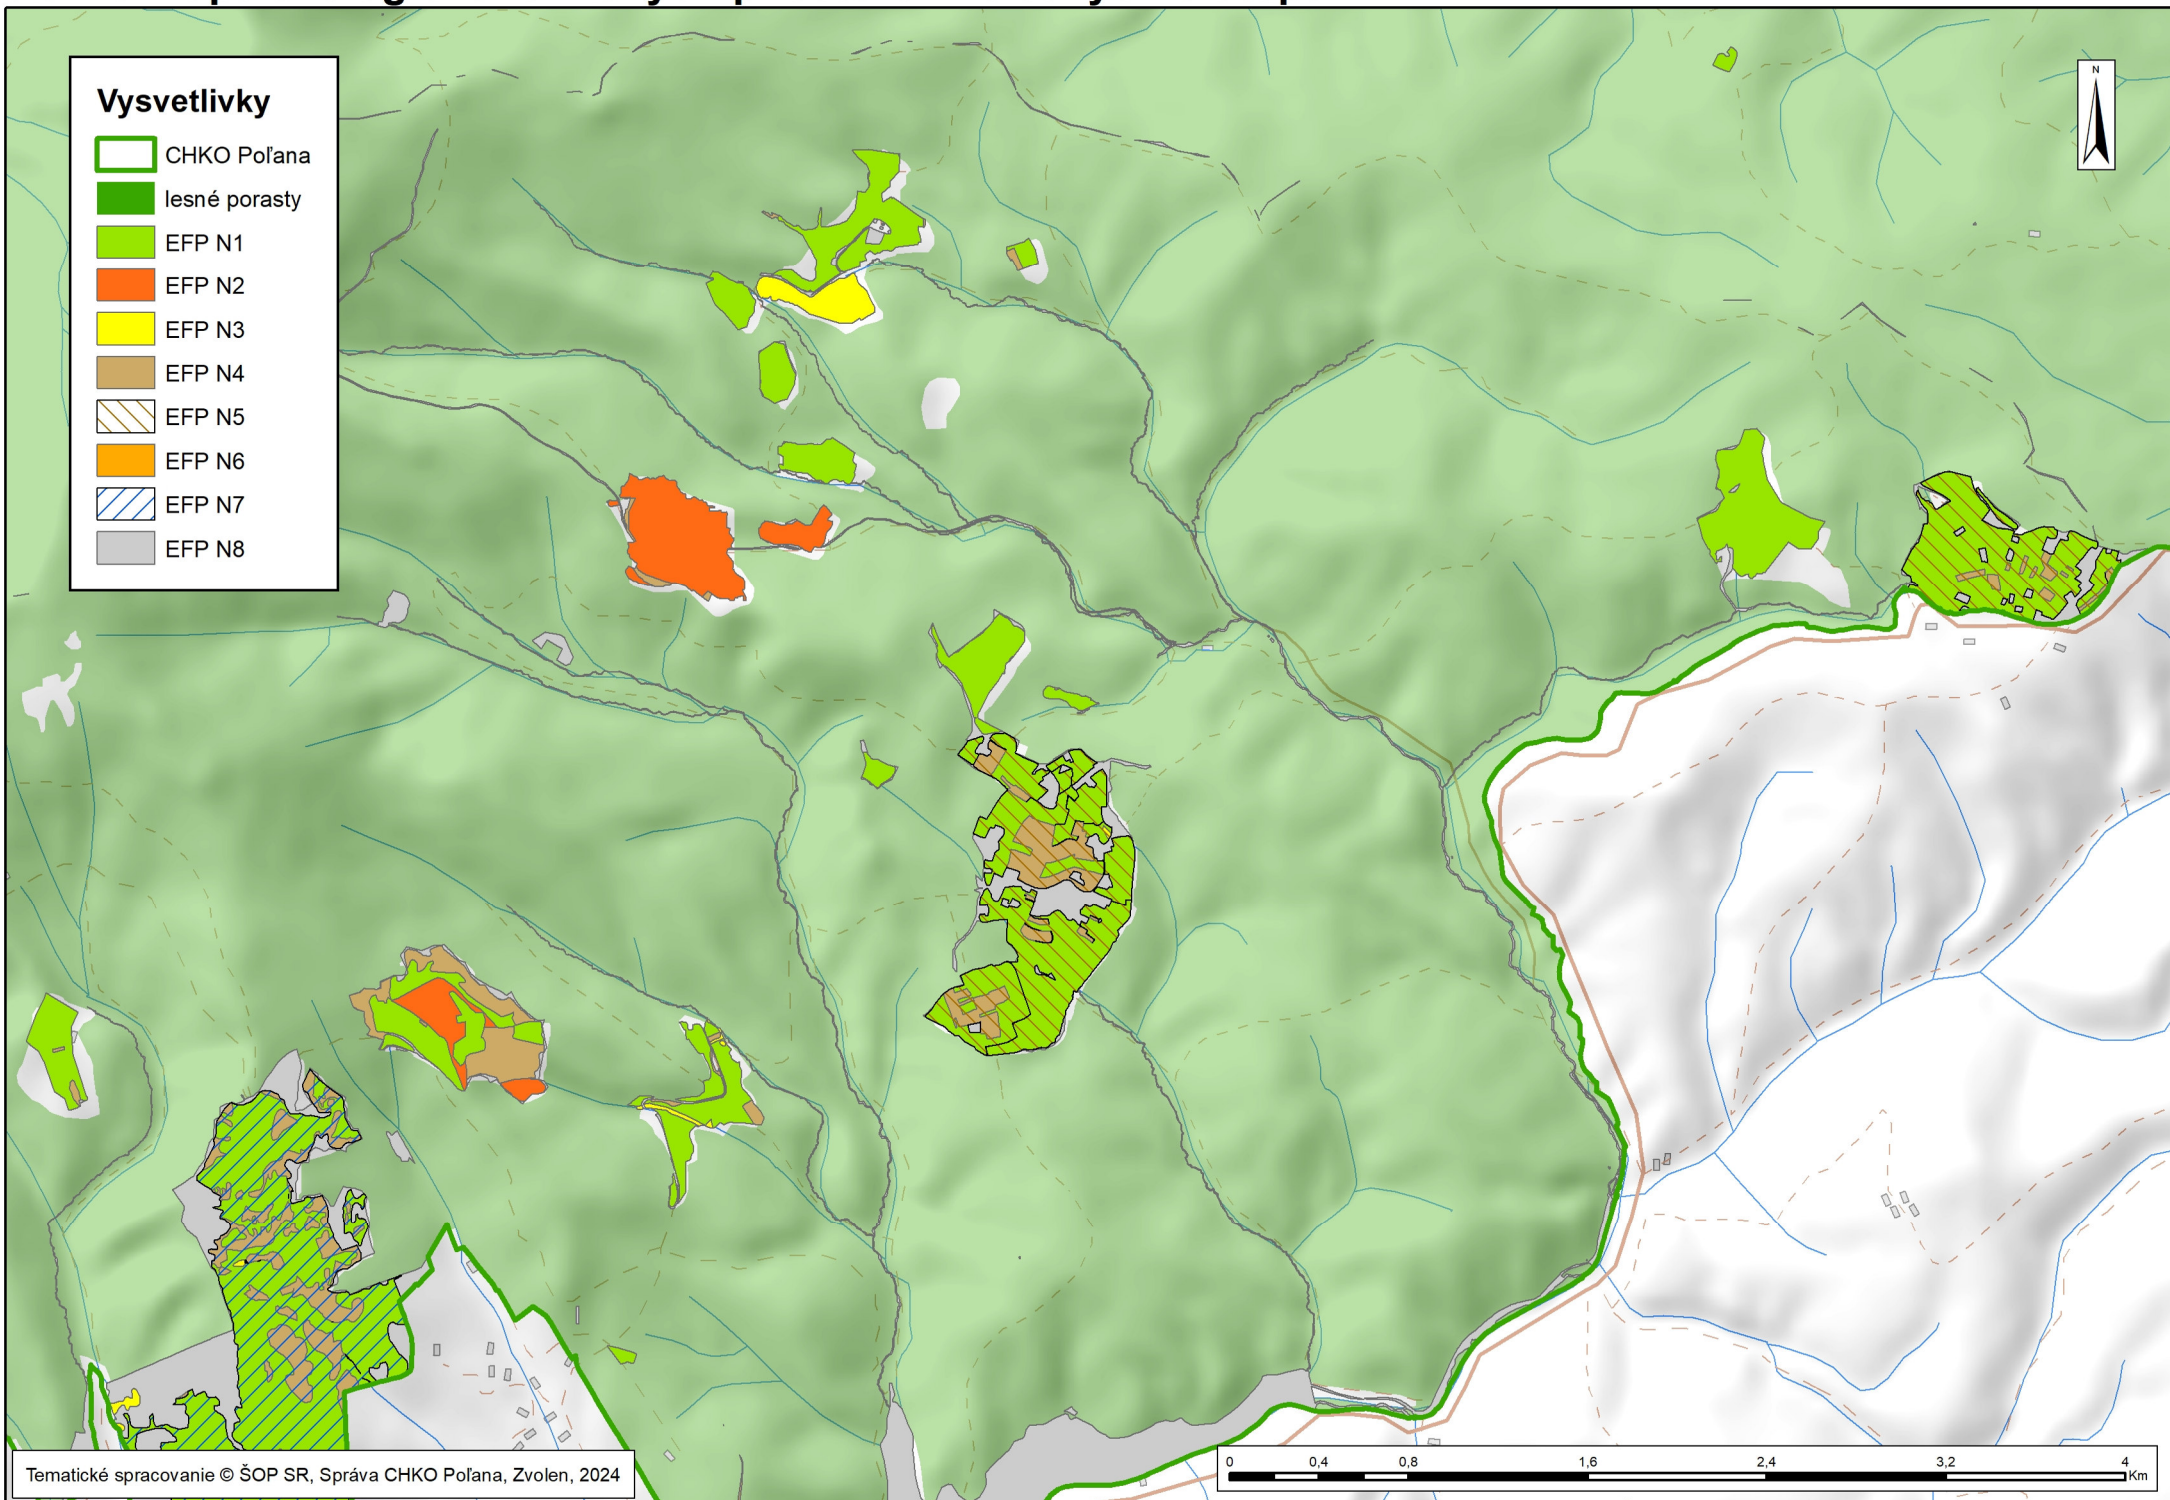 Vysvetlivky
CHKO Poľana
lesné porasty
EFP N1
EFP N2
EFP N3
EFP N4
EFP N5
EFP N6
EFP N7
EFP N8
N
Tematické spracovanie © ŠOP SR, Správa CHKO Poľana, Zvolen, 2024
0 0,4 0,8 1,6 2,4 3,2 4
Km